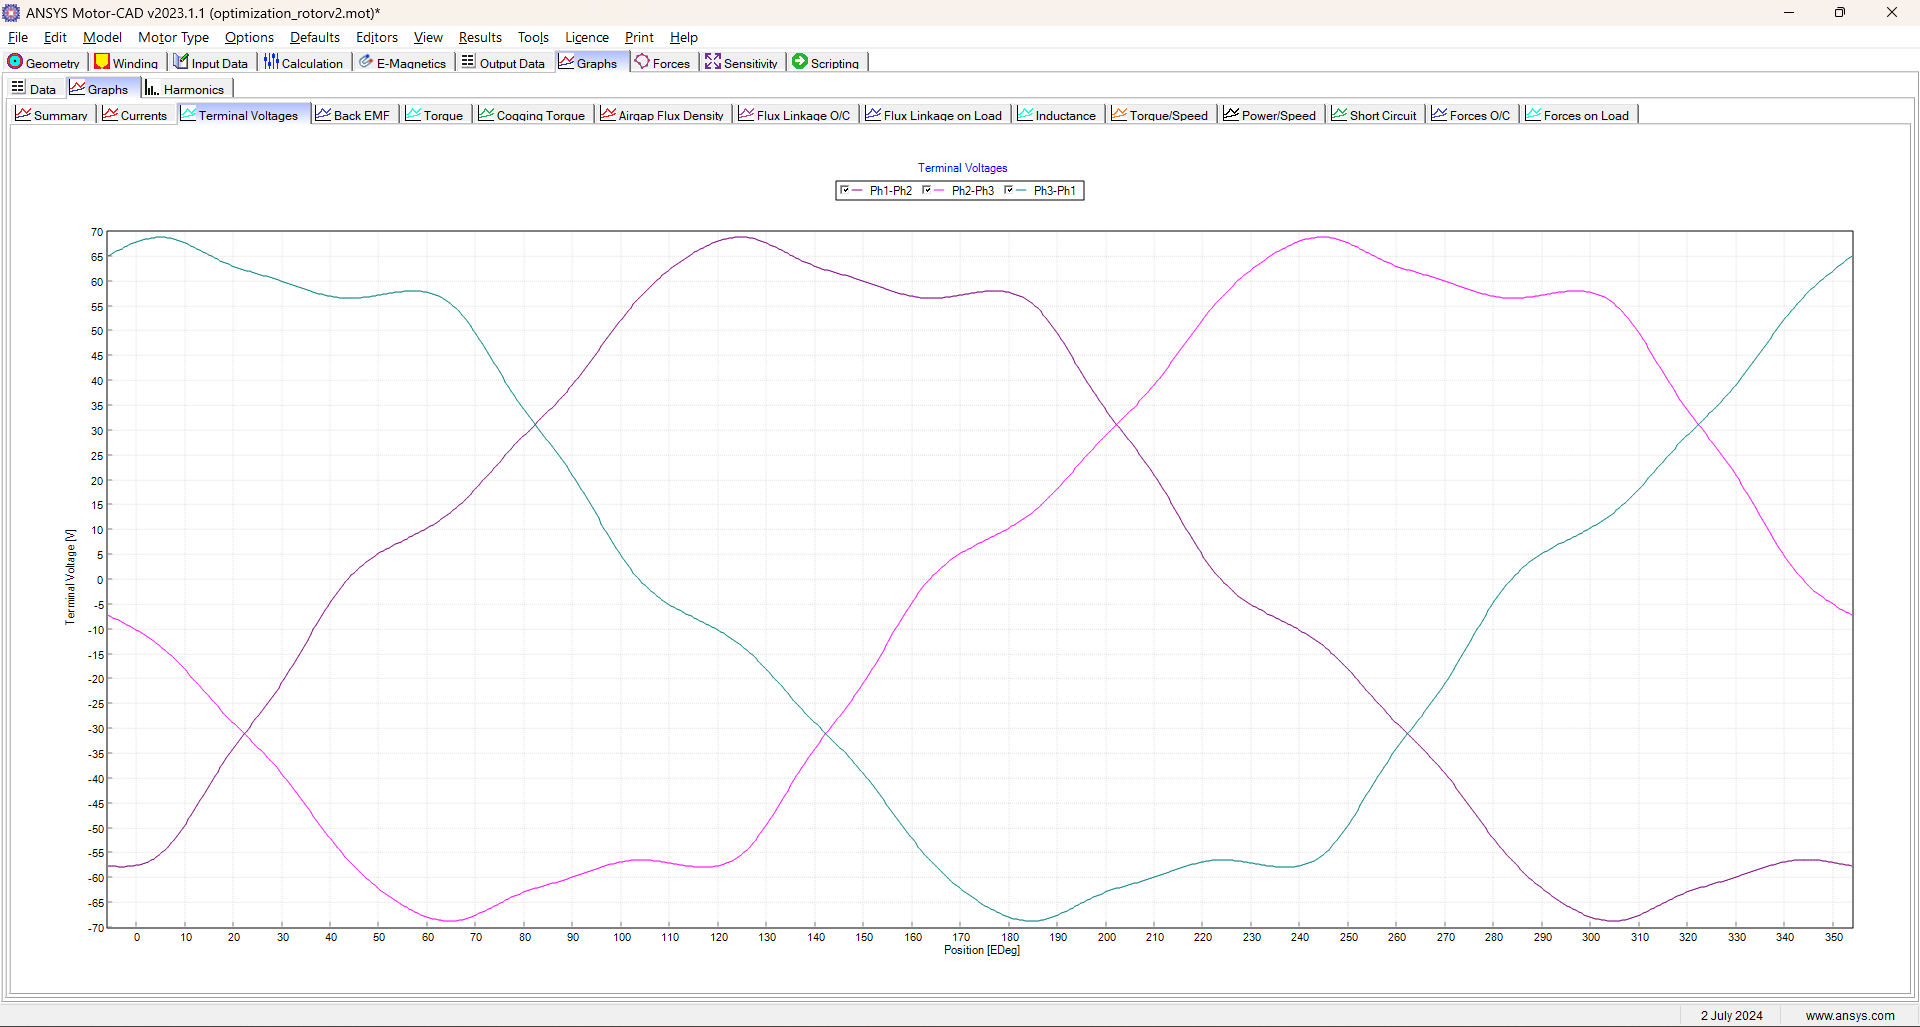 ANSYS Motor-CAD v2023.1.1 (optimization_rotorv2.mot)*
File Edit Model Motor Type Options Defaults Editors View Results Tools Licence Print Help
Geometry Winding Input Data Calculation E-Magnetics Output Data Graphs Forces Sensitivity Scripting
Data Graphs Harmonics
Summary Currents Terminal Voltages Back EMF Torque Cogging Torque Airgap Flux Density Flux Linkage O/C Flux Linkage on Load Inductance Torque/Speed Power/Speed Short Circuit Forces O/C Forces on Load
Terminal Voltages
Ph1-Ph2 Ph2-Ph3 Ph3-Ph1
70
65
60
55
50
45
40
35
30
25
20
15
10
5
0
-5
-10
-15
-20
-25
-30
-35
-40
-45
-50
-55
-60
-65
-70
Terminal Voltage [V]
0 10 20 30 40 50 60 70 80 90 100 110 120 130 140 150 160 170 180 190 200 210 220 230 240 250 260 270 280 290 300 310 320 330 340 350
Position [EDeg]
2 July 2024 www.ansys.com